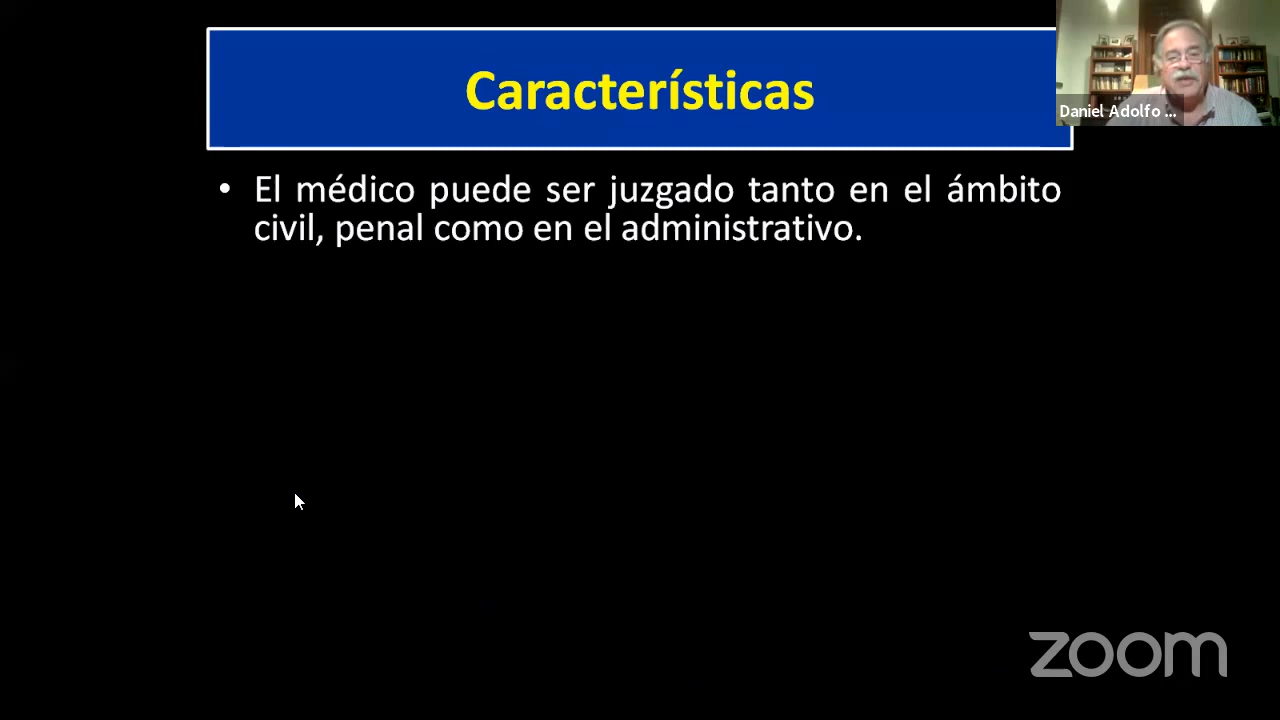 Características
Daniel Adolfo ...
• El médico puede ser juzgado tanto en el ámbito
civil, penal como en el administrativo.
zoom